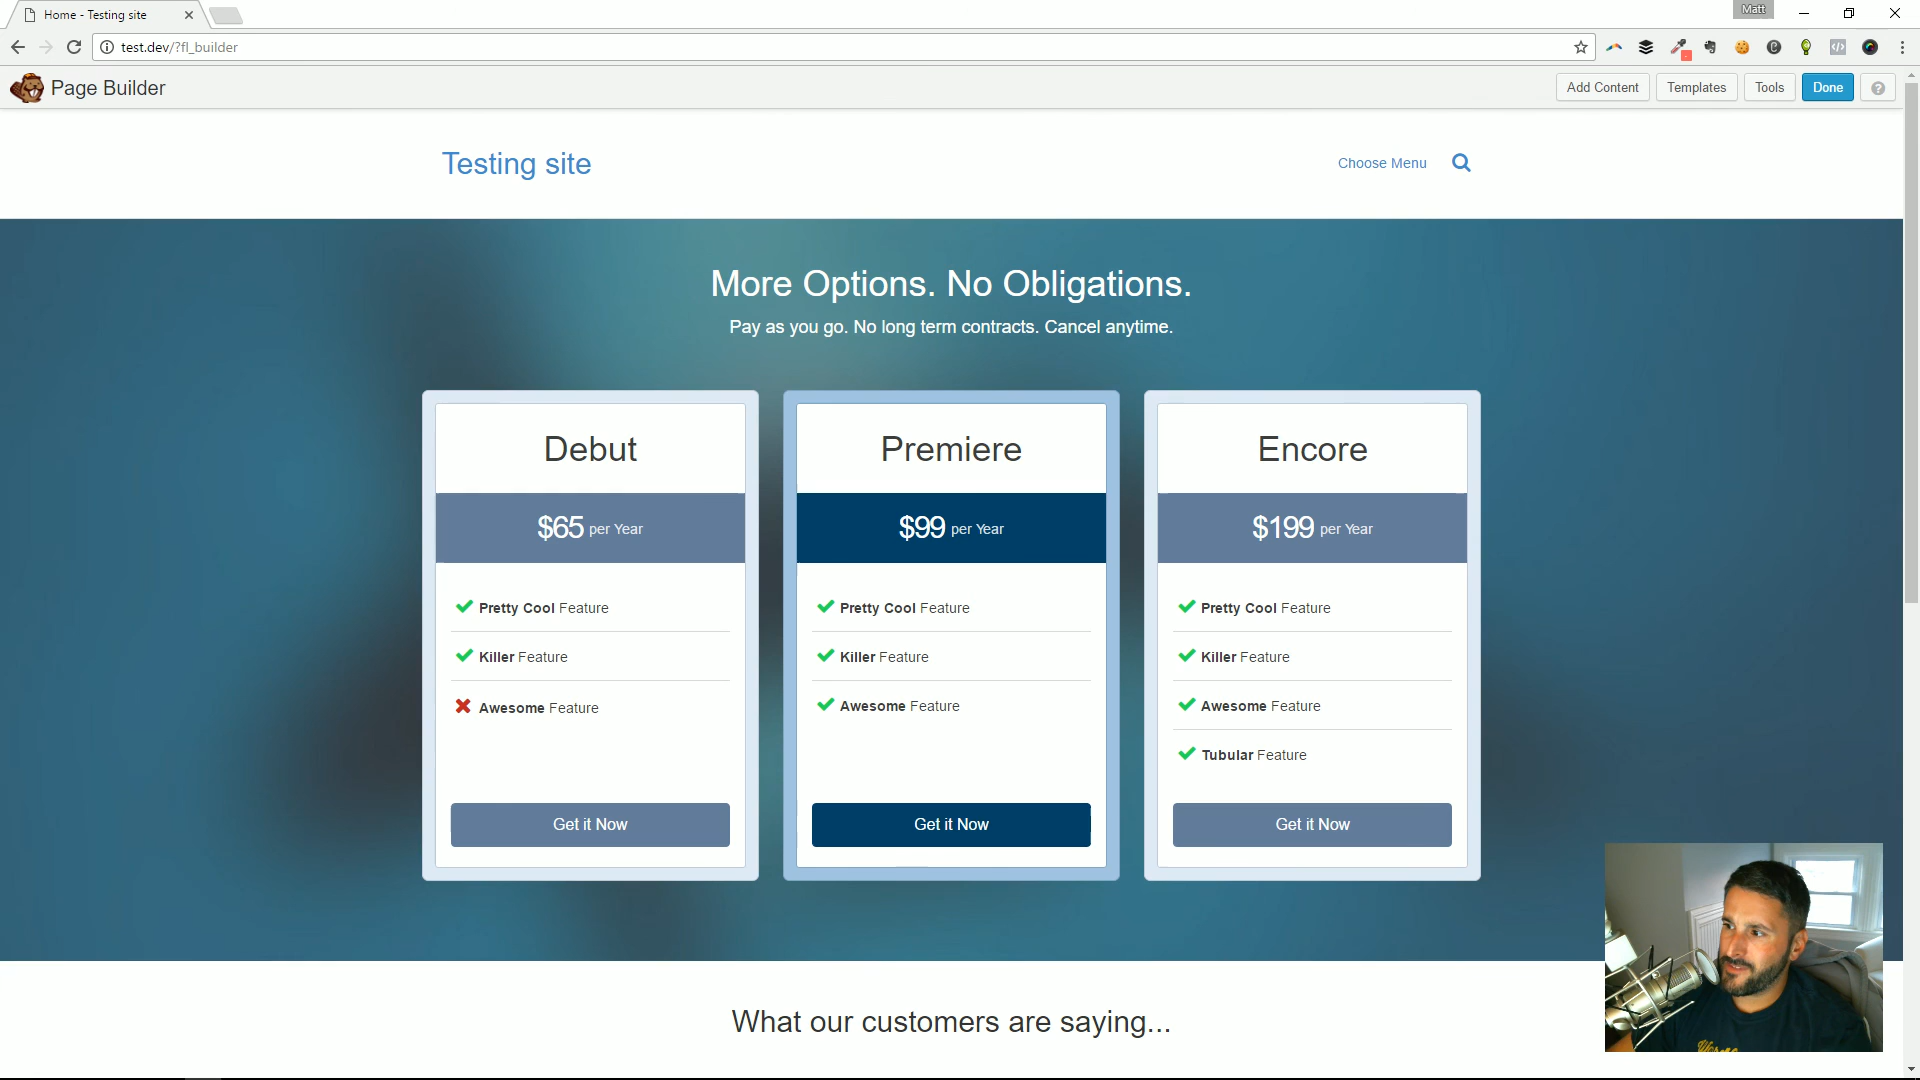 Home - Testing site
Matt
test.dev/?fl_builder
Page Builder
Add Content
Templates
Tools
Done
?
Testing site
Choose Menu
More Options. No Obligations.
Pay as you go. No long term contracts. Cancel anytime.
Debut
$65 per Year
Pretty Cool Feature
Killer Feature
Awesome Feature
Get it Now
Premiere
$99 per Year
Pretty Cool Feature
Killer Feature
Awesome Feature
Get it Now
Encore
$199 per Year
Pretty Cool Feature
Killer Feature
Awesome Feature
Tubular Feature
Get it Now
What our customers are saying...